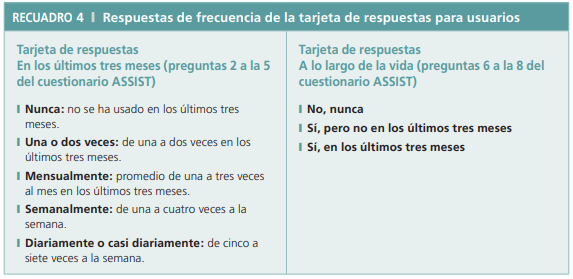 RECUADRO 4 | Respuestas de frecuencia de la tarjeta de respuestas para usuarios
Tarjeta de respuestas
En los últimos tres meses (preguntas 2 a la 5
del cuestionario ASSIST)
Nunca: no se ha usado en los últimos tres
meses.
Una o dos veces: de una a dos veces en los
últimos tres meses.
Mensualmente: promedio de una a tres veces
al mes en los últimos tres meses.
Semanalmente: de una a cuatro veces a la
semana.
Diariamente o casi diariamente: de cinco a
siete veces a la semana.
Tarjeta de respuestas
A lo largo de la vida (preguntas 6 a la 8 del
cuestionario ASSIST)
No, nunca
Sí, pero no en los últimos tres meses
Sí, en los últimos tres meses